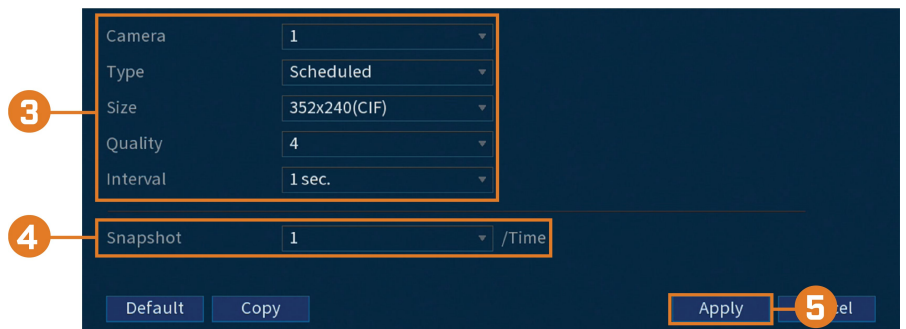 Camera 1
Type Scheduled
3 Size 352x240(CIF)
Quality 4
Interval 1 sec.
4 Snapshot 1 /Time
Default Copy Apply 5 el